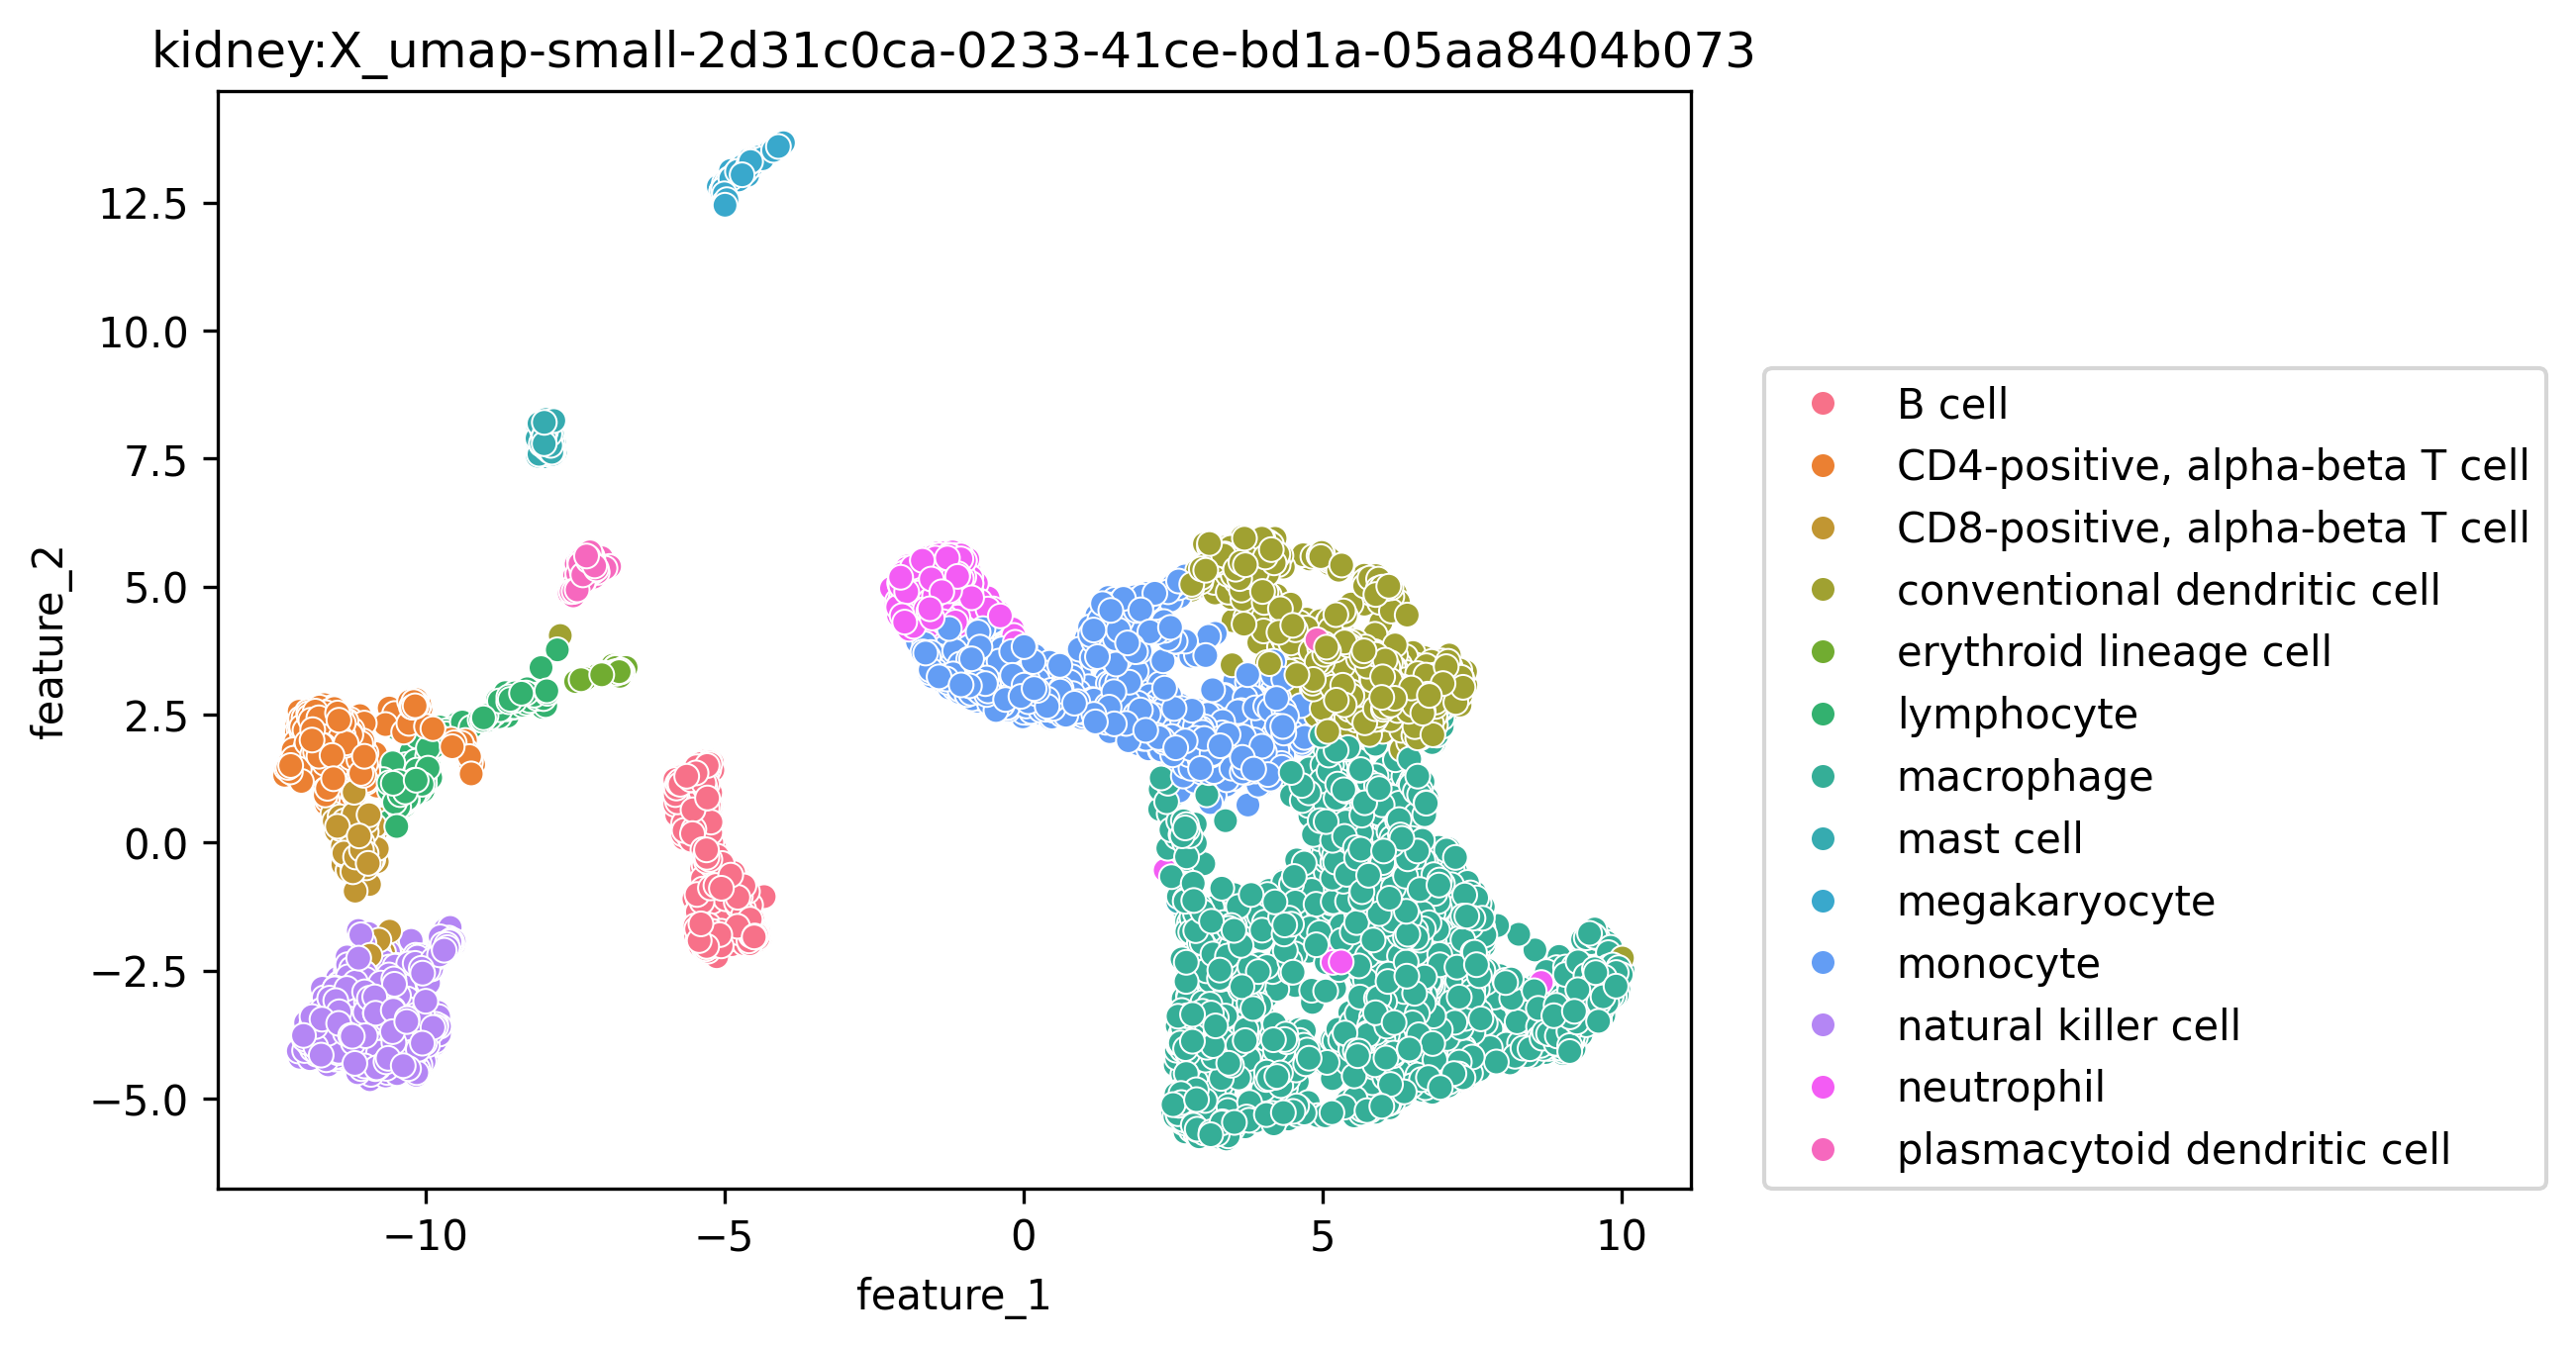 kidney:X_umap-small-2d31c0ca-0233-41ce-bd1a-05aa8404b073
12.5
10.0
7.5
5.0
2.5
0.0
−2.5
−5.0
feature_2
−10
−5
0
5
10
feature_1
B cell
CD4-positive, alpha-beta T cell
CD8-positive, alpha-beta T cell
conventional dendritic cell
erythroid lineage cell
lymphocyte
macrophage
mast cell
megakaryocyte
monocyte
natural killer cell
neutrophil
plasmacytoid dendritic cell